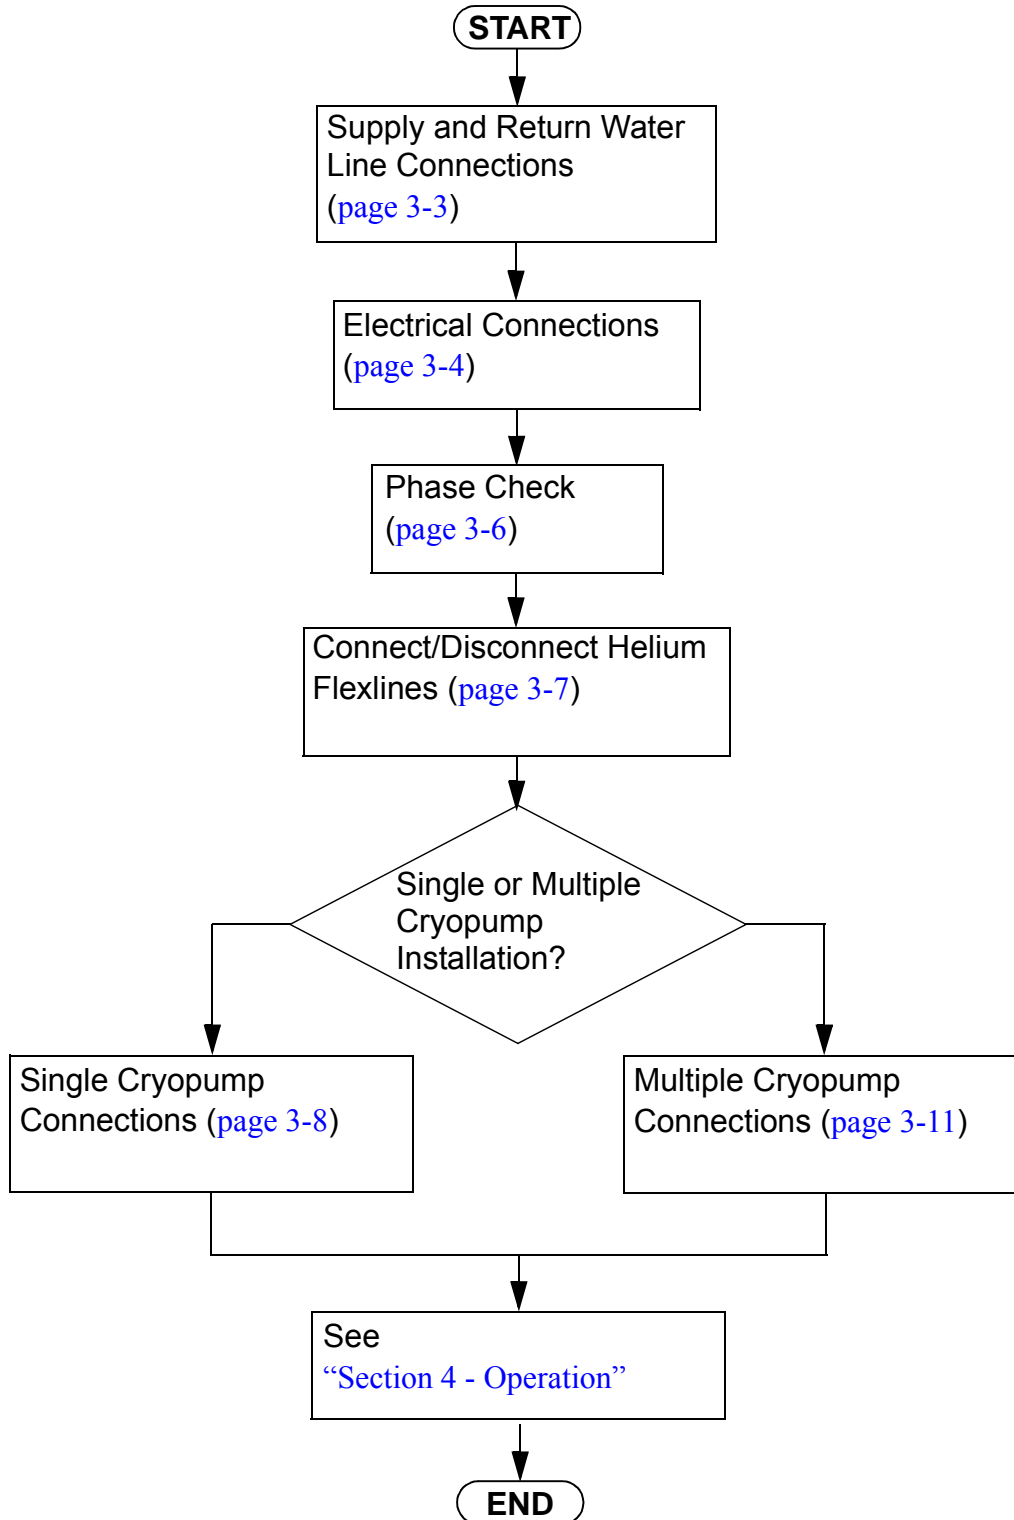 START
Supply and Return Water
Line Connections
(page 3-3)
Electrical Connections
(page 3-4)
Phase Check
(page 3-6)
Connect/Disconnect Helium
Flexlines (page 3-7)
Single or Multiple
Cryopump
Installation?
Single Cryopump
Connections (page 3-8)
Multiple Cryopump
Connections (page 3-11)
See
“Section 4 - Operation”
END